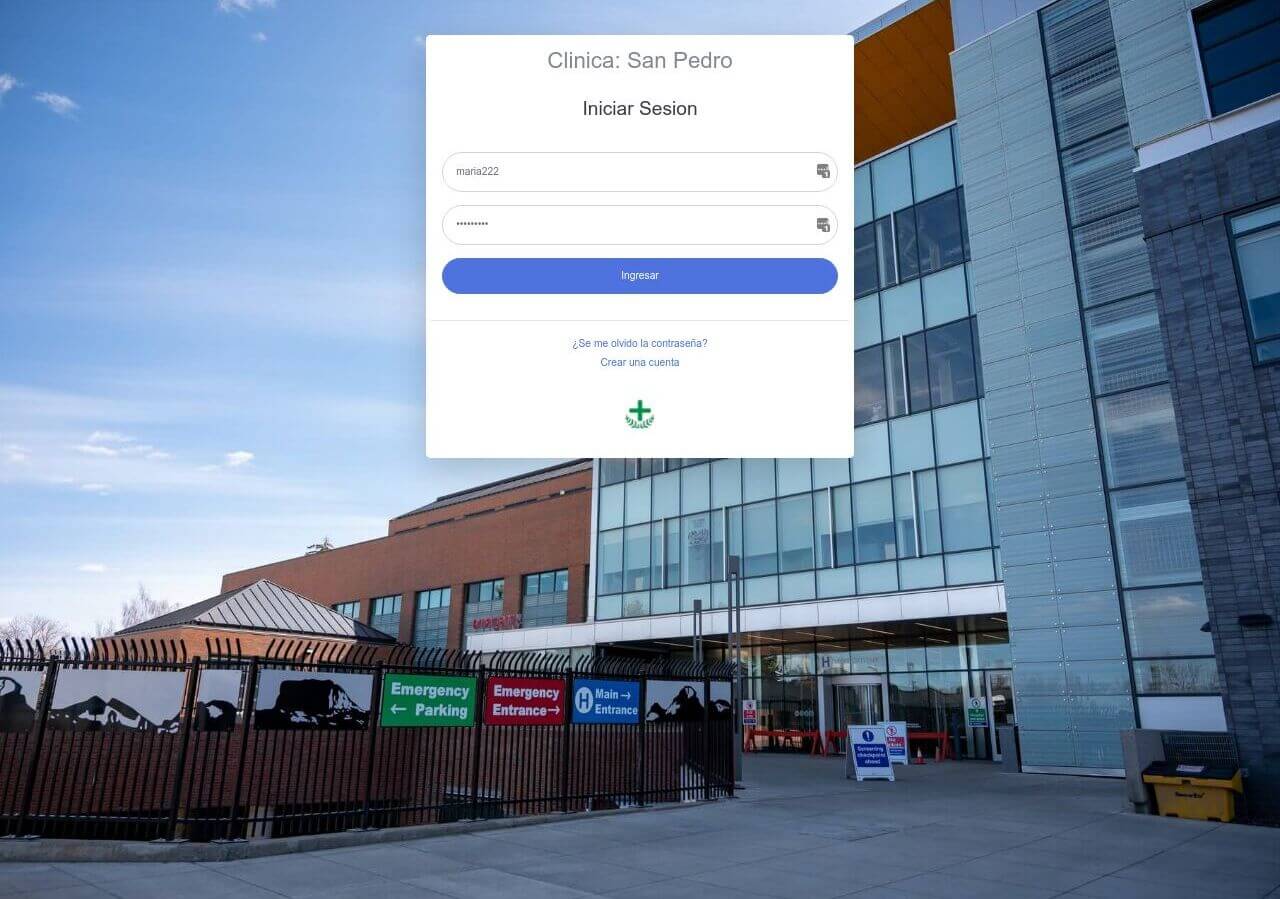 Clinica: San Pedro
Iniciar Sesion
maria222
•••••••••
Ingresar
¿Se me olvido la contraseña?
Crear una cuenta
Emergency
← Parking
Emergency
Entrance→
H Main →
Entrance
H
Screening
checkpoint
ahead